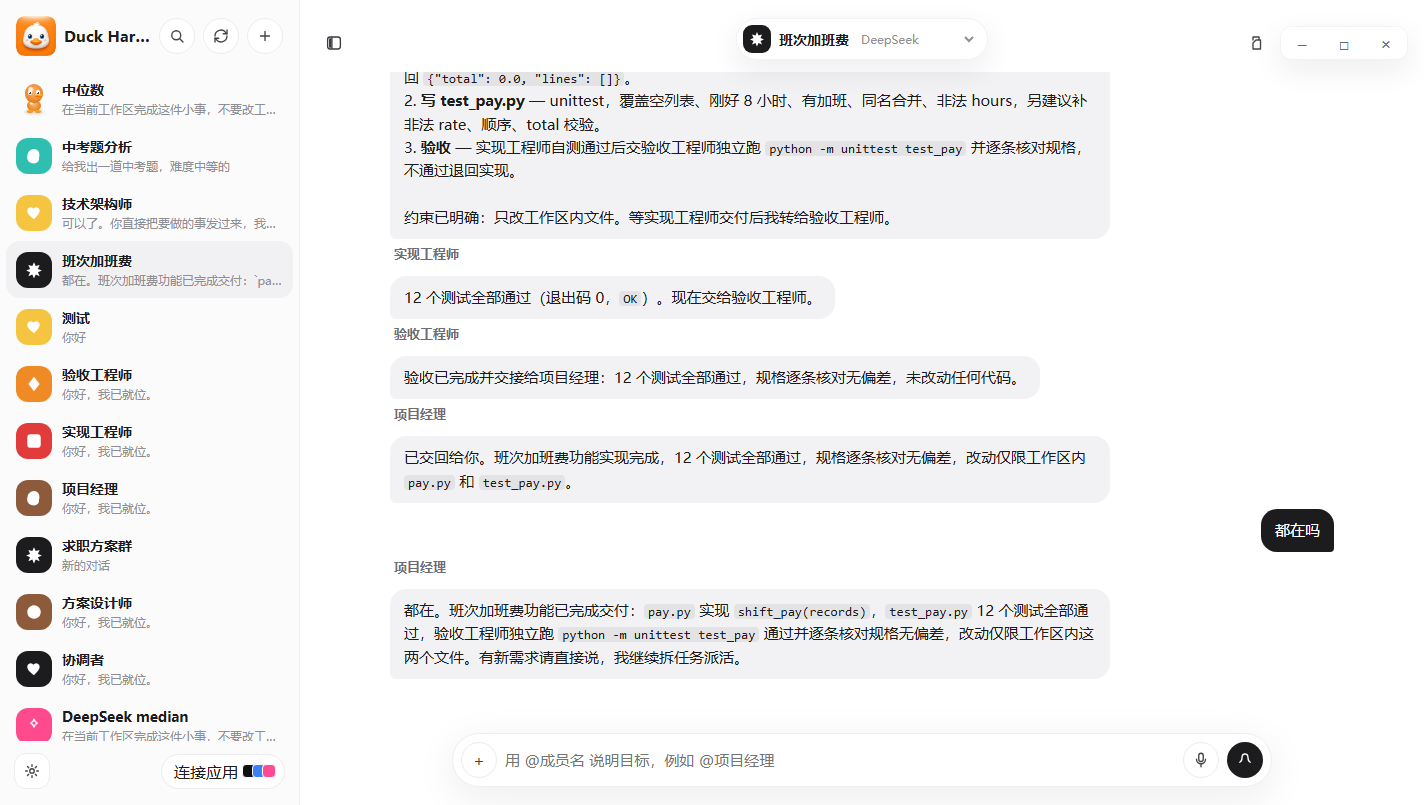 Duck Har...
中位数
在当前工作区完成这件小事，不要改工...
中考题分析
给我出一道中考题，难度中等的
技术架构师
可以了。你直接把要做的事发过来，我...
班次加班费
都在。班次加班费功能已完成交付：`pa...
测试
你好
验收工程师
你好，我已就位。
实现工程师
你好，我已就位。
项目经理
你好，我已就位。
求职方案群
新的对话
方案设计师
你好，我已就位。
协调者
你好，我已就位。
DeepSeek median
在当前工作区完成这件小事，不要改工...
连接应用
班次加班费 DeepSeek
回 {"total": 0.0, "lines": []}。
2. 写 test_pay.py — unittest，覆盖空列表、刚好 8 小时、有加班、同名合并、非法 hours，另建议补
非法 rate、顺序、total 校验。
3. 验收 — 实现工程师自测通过后交验收工程师独立跑 python -m unittest test_pay 并逐条核对规格，
不通过退回实现。
约束已明确：只改工作区内文件。等实现工程师交付后我转给验收工程师。
实现工程师
12 个测试全部通过（退出码 0，OK）。现在交给验收工程师。
验收工程师
验收已完成并交接给项目经理：12 个测试全部通过，规格逐条核对无偏差，未改动任何代码。
项目经理
已交回给你。班次加班费功能实现完成，12 个测试全部通过，规格逐条核对无偏差，改动仅限工作区内
pay.py 和 test_pay.py。
都在吗
项目经理
都在。班次加班费功能已完成交付：pay.py 实现 shift_pay(records)，test_pay.py 12 个测试全部通
过，验收工程师独立跑 python -m unittest test_pay 通过并逐条核对规格无偏差，改动仅限工作区内这
两个文件。有新需求请直接说，我继续拆任务派活。
用 @成员名 说明目标，例如 @项目经理